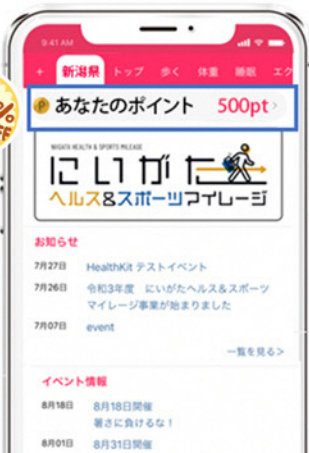 9:41 AM
+ 新潟県 トップ 歩く 体重 睡眠 エク
%
P あなたのポイント 500pt >
NIIGATA HEALTH & SPORTS MILEAGE
にいがた
ヘルス&スポーツマイレージ
お知らせ
7月27日 HealthKit テストイベント
7月26日 令和3年度 にいがたヘルス&スポーツ
マイレージ事業が始まりました
7月07日 event
一覧を見る>
イベント情報
8月18日 8月18日開催
暑さに負けるな!
8月01日 8月31日開催